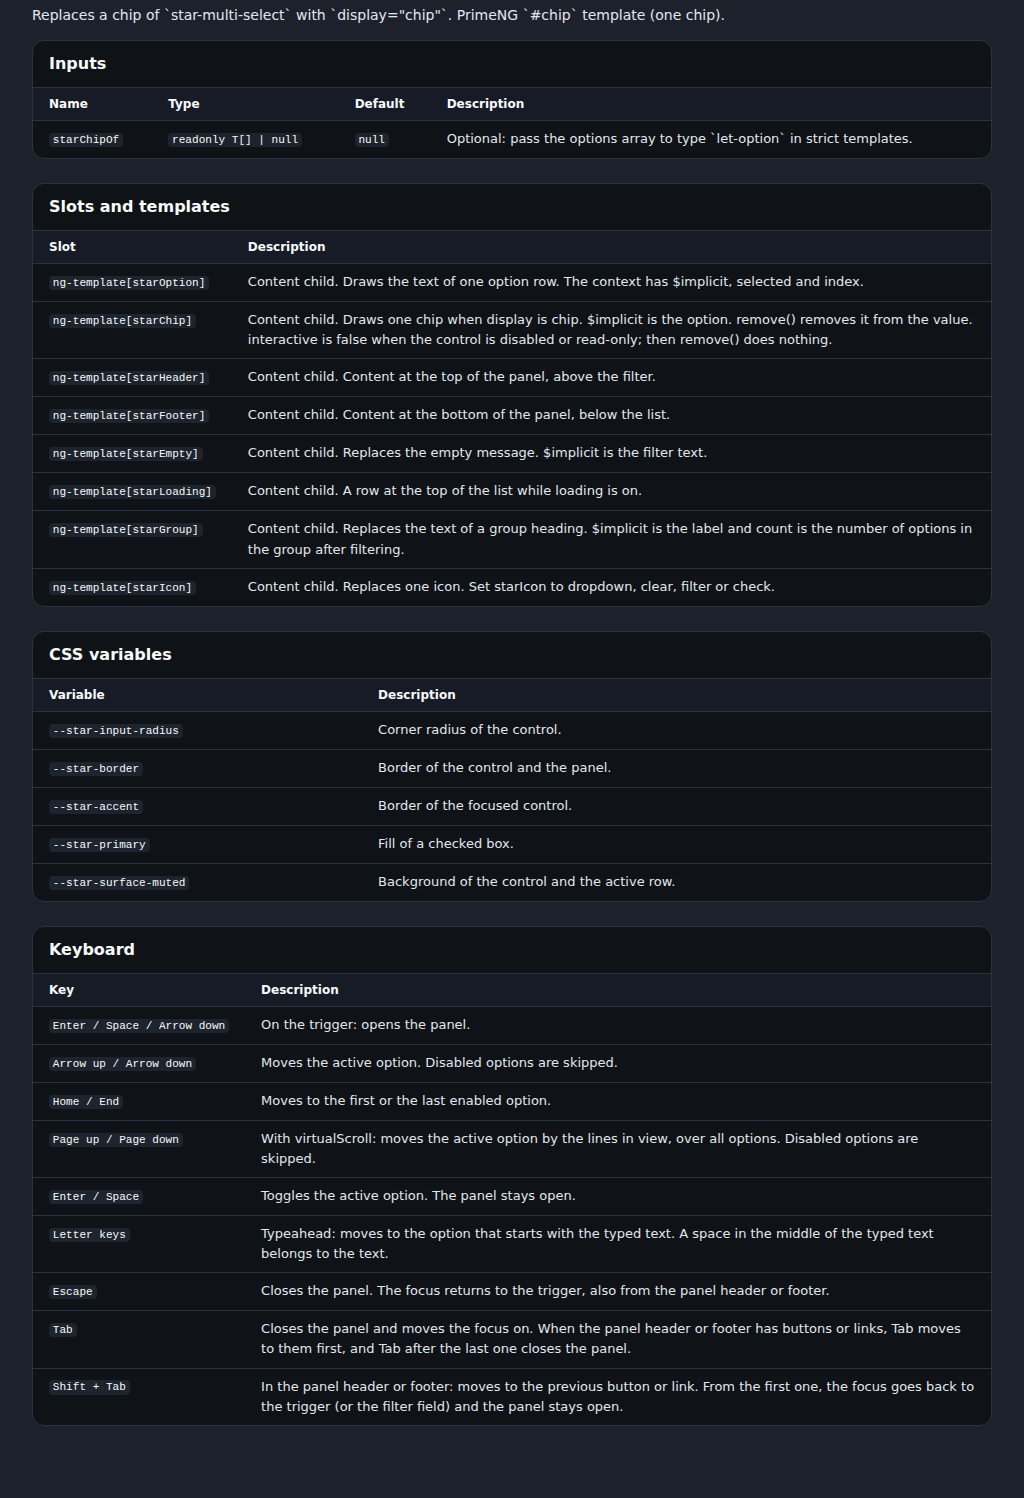 Replaces a chip of `star-multi-select` with `display="chip"`. PrimeNG `#chip` template (one chip).
Inputs
Name Type Default Description
starChipOf readonly T[] | null null Optional: pass the options array to type `let-option` in strict templates.
Slots and templates
Slot Description
ng-template[starOption] Content child. Draws the text of one option row. The context has $implicit, selected and index.
ng-template[starChip] Content child. Draws one chip when display is chip. $implicit is the option. remove() removes it from the value.
interactive is false when the control is disabled or read-only; then remove() does nothing.
ng-template[starHeader] Content child. Content at the top of the panel, above the filter.
ng-template[starFooter] Content child. Content at the bottom of the panel, below the list.
ng-template[starEmpty] Content child. Replaces the empty message. $implicit is the filter text.
ng-template[starLoading] Content child. A row at the top of the list while loading is on.
ng-template[starGroup] Content child. Replaces the text of a group heading. $implicit is the label and count is the number of options in
the group after filtering.
ng-template[starIcon] Content child. Replaces one icon. Set starIcon to dropdown, clear, filter or check.
CSS variables
Variable Description
--star-input-radius Corner radius of the control.
--star-border Border of the control and the panel.
--star-accent Border of the focused control.
--star-primary Fill of a checked box.
--star-surface-muted Background of the control and the active row.
Keyboard
Key Description
Enter / Space / Arrow down On the trigger: opens the panel.
Arrow up / Arrow down Moves the active option. Disabled options are skipped.
Home / End Moves to the first or the last enabled option.
Page up / Page down With virtualScroll: moves the active option by the lines in view, over all options. Disabled options are
skipped.
Enter / Space Toggles the active option. The panel stays open.
Letter keys Typeahead: moves to the option that starts with the typed text. A space in the middle of the typed text
belongs to the text.
Escape Closes the panel. The focus returns to the trigger, also from the panel header or footer.
Tab Closes the panel and moves the focus on. When the panel header or footer has buttons or links, Tab moves
to them first, and Tab after the last one closes the panel.
Shift + Tab In the panel header or footer: moves to the previous button or link. From the first one, the focus goes back to
the trigger (or the filter field) and the panel stays open.